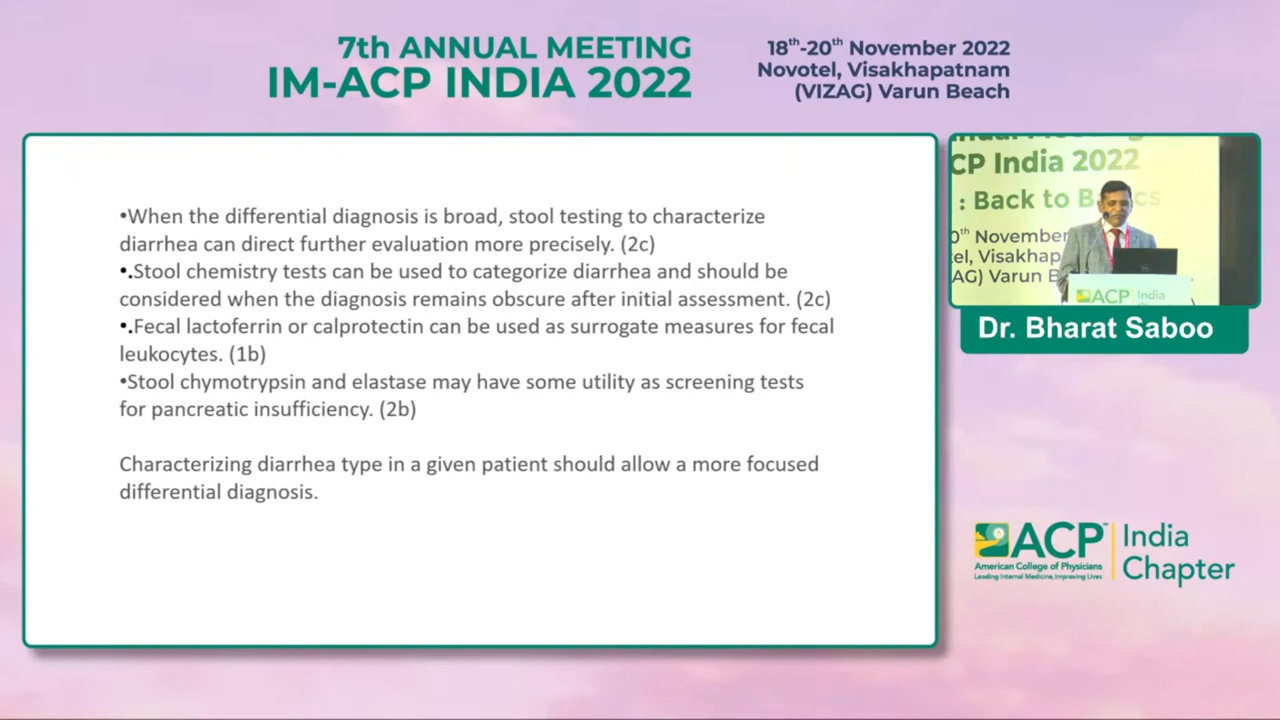 7th ANNUAL MEETING
IM-ACP INDIA 2022
18th-20th November 2022
Novotel, Visakhapatnam
(VIZAG) Varun Beach
•When the differential diagnosis is broad, stool testing to characterize
diarrhea can direct further evaluation more precisely. (2c)
•.Stool chemistry tests can be used to categorize diarrhea and should be
considered when the diagnosis remains obscure after initial assessment. (2c)
•.Fecal lactoferrin or calprotectin can be used as surrogate measures for fecal
leukocytes. (1b)
•Stool chymotrypsin and elastase may have some utility as screening tests
for pancreatic insufficiency. (2b)
Characterizing diarrhea type in a given patient should allow a more focused
differential diagnosis.
CP India 2022
: Back to B cs
0th November
el, Visakhap
AG) Varun B
ACP India
Dr. Bharat Saboo
ACP
American College of Physicians
Leading Internal Medicine, Improving Lives
India
Chapter